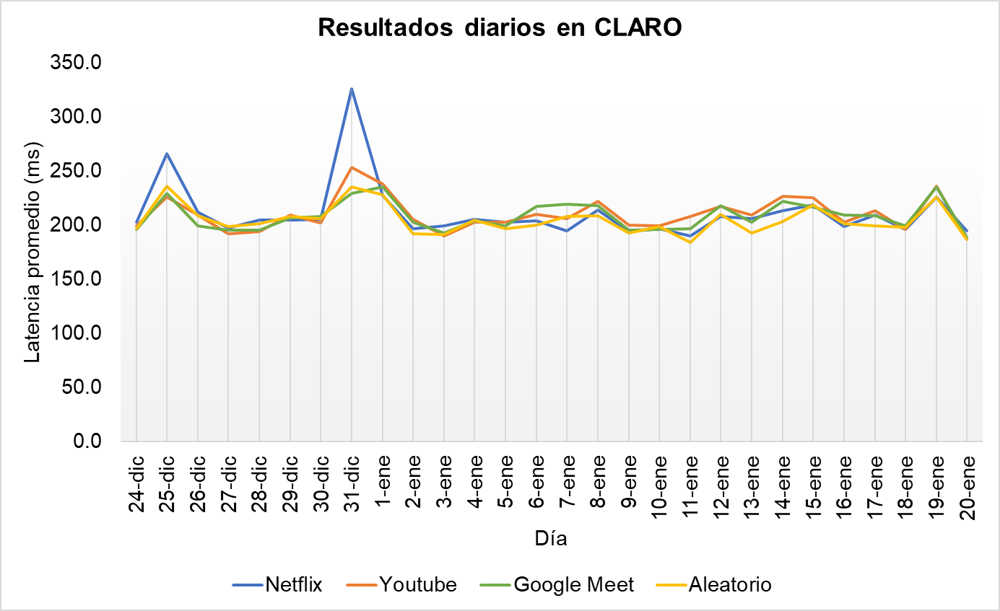 Resultados diarios en CLARO
350.0
300.0
250.0
200.0
150.0
100.0
50.0
0.0
Latencia promedio (ms)
24-dic
25-dic
26-dic
27-dic
28-dic
29-dic
30-dic
31-dic
1-ene
2-ene
3-ene
4-ene
5-ene
6-ene
7-ene
8-ene
9-ene
10-ene
11-ene
12-ene
13-ene
14-ene
15-ene
16-ene
17-ene
18-ene
19-ene
20-ene
Día
Netflix Youtube Google Meet Aleatorio